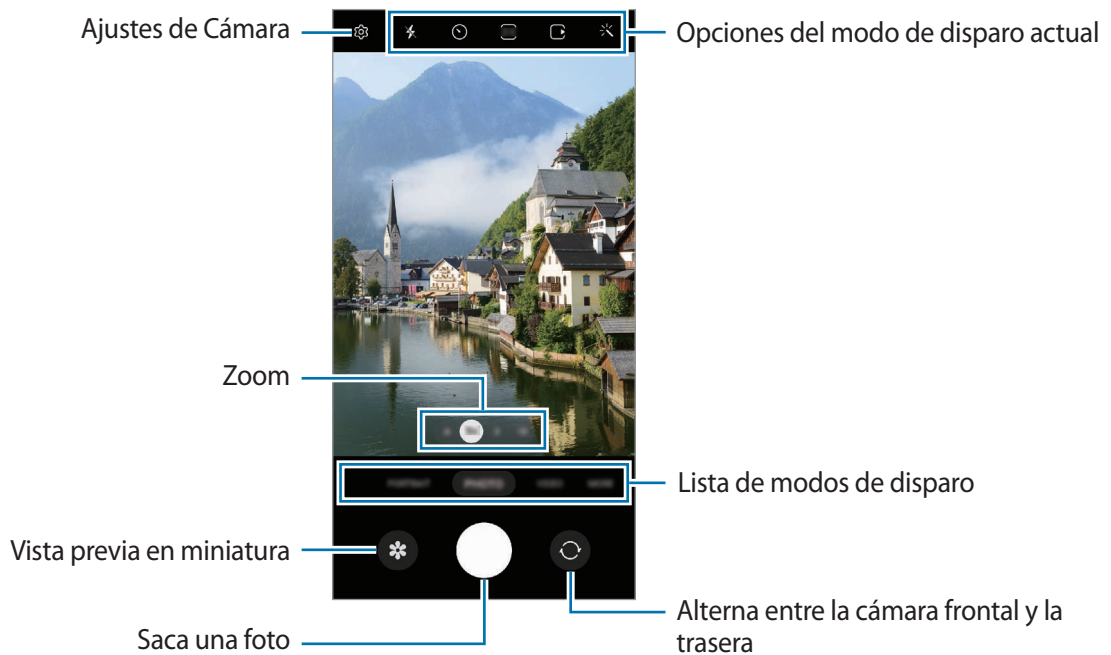 Ajustes de Cámara
Opciones del modo de disparo actual
Zoom
Lista de modos de disparo
Vista previa en miniatura
Alterna entre la cámara frontal y la
trasera
Saca una foto